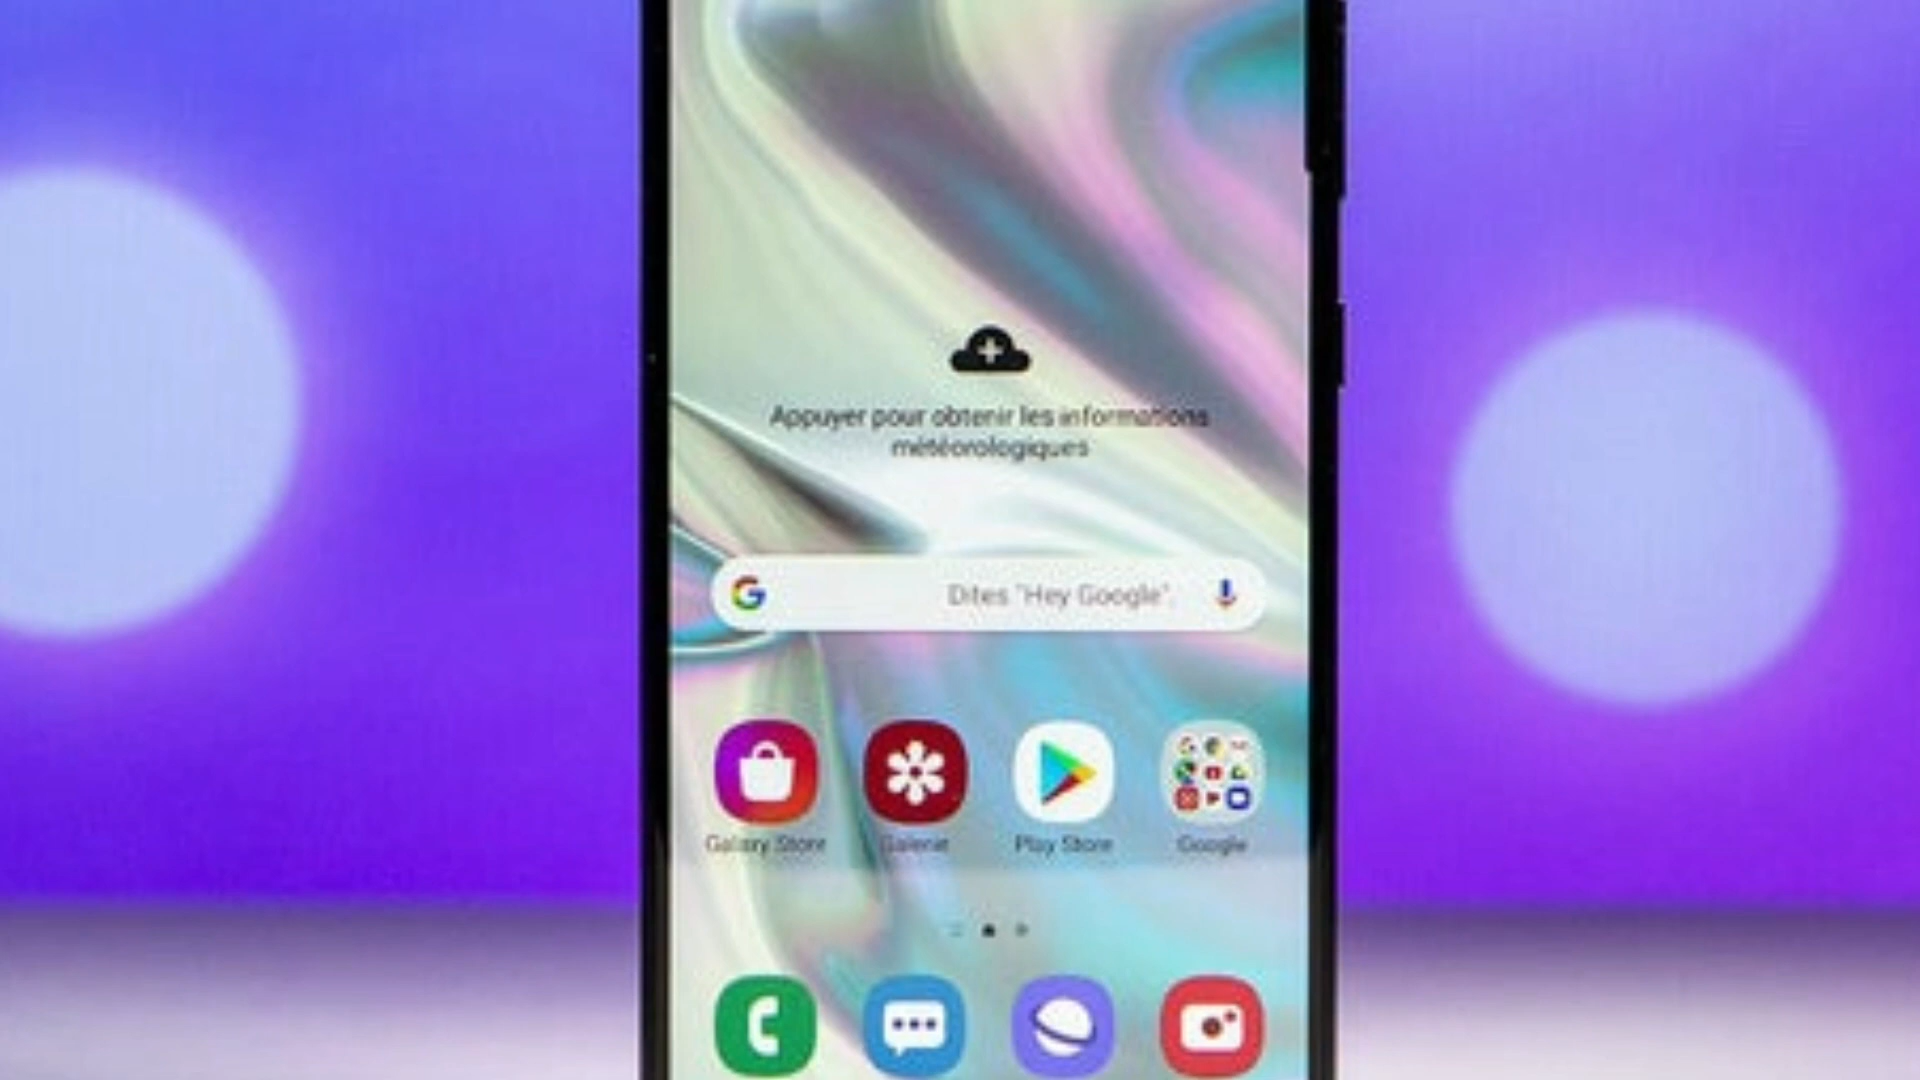 Appuyer pour obtenir les informations
météorologiques
Dites "Hey Google"
Galaxy Store
Galerie
Play Store
Google